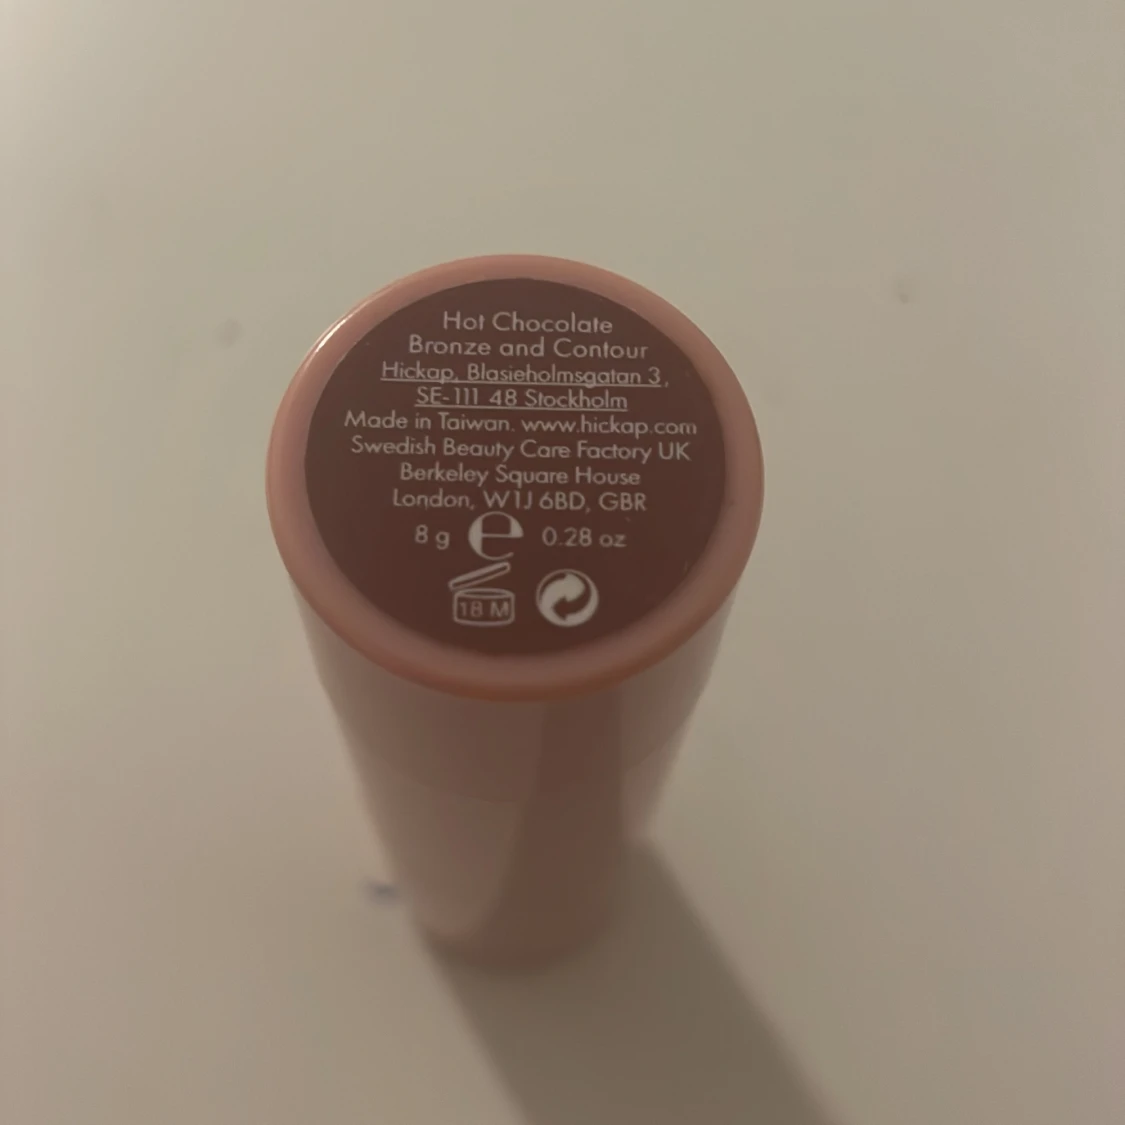 Hot Chocolate
Bronze and Contour
Hickap, Blasieholmsgatan 3,
SE-111 48 Stockholm
Made in Taiwan. www.hickap.com
Swedish Beauty Care Factory UK
Berkeley Square House
London, W1J 6BD, GBR
8 g e 0.28 oz
18 M